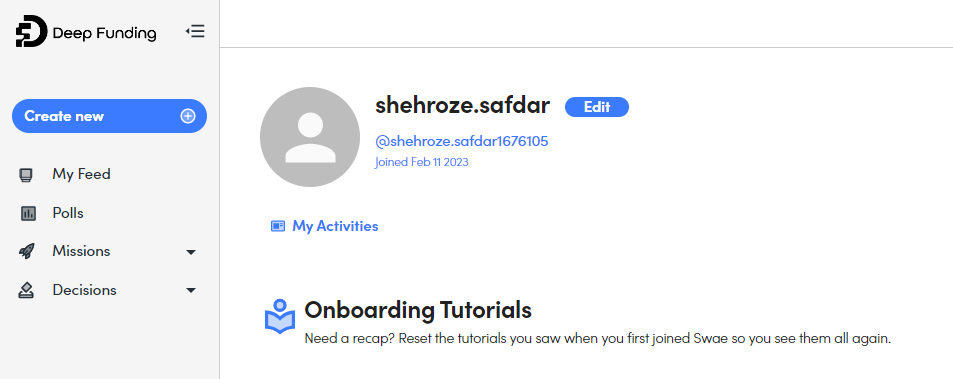 Deep Funding
Create new
My Feed
Polls
Missions
Decisions
shehroze.safdar
Edit
@shehroze.safdar1676105
Joined Feb 11 2023
My Activities
Onboarding Tutorials
Need a recap? Reset the tutorials you saw when you first joined Swae so you see them all again.